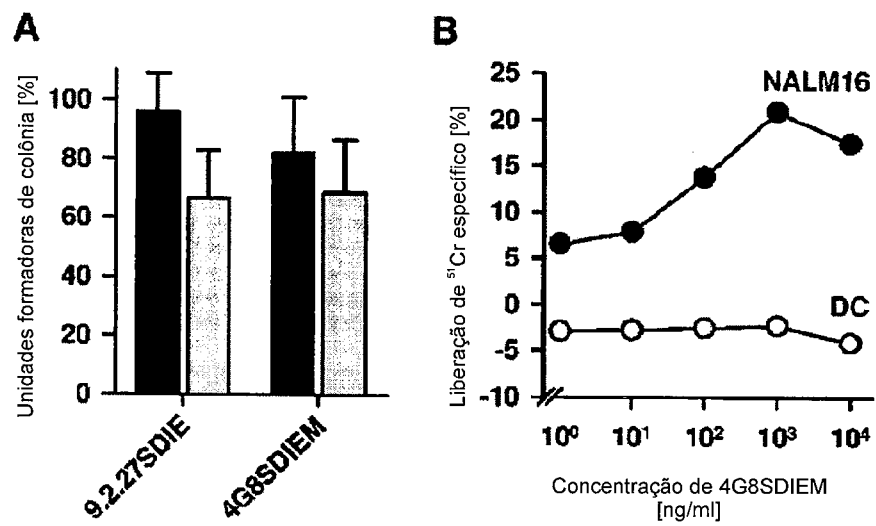 A
Unidades formadoras de colônia [%]
100
80
60
40
20
0
9.2.27SDIE
4G8SDIEM
B
Liberação de ⁵¹Cr específico [%]
25
20
15
10
5
0
-5
-10
NALM16
DC
10⁰ 10¹ 10² 10³ 10⁴
Concentração de 4G8SDIEM
[ng/ml]